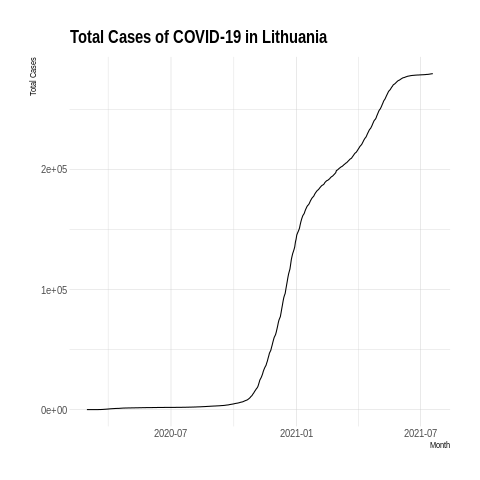 Total Cases of COVID-19 in Lithuania
Total Cases
2e+05
1e+05
0e+00
2020-07
2021-01
2021-07
Month